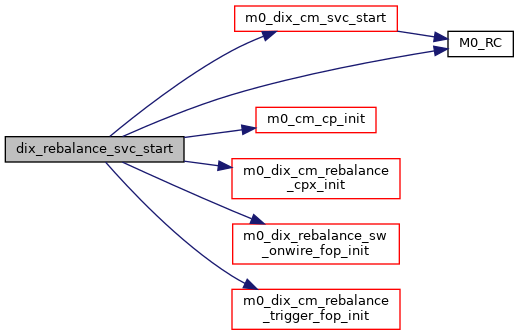 dix_rebalance_svc_start
m0_dix_cm_svc_start
M0_RC
m0_cm_cp_init
m0_dix_cm_rebalance
_cpx_init
m0_dix_rebalance_sw
_onwire_fop_init
m0_dix_cm_rebalance
_trigger_fop_init